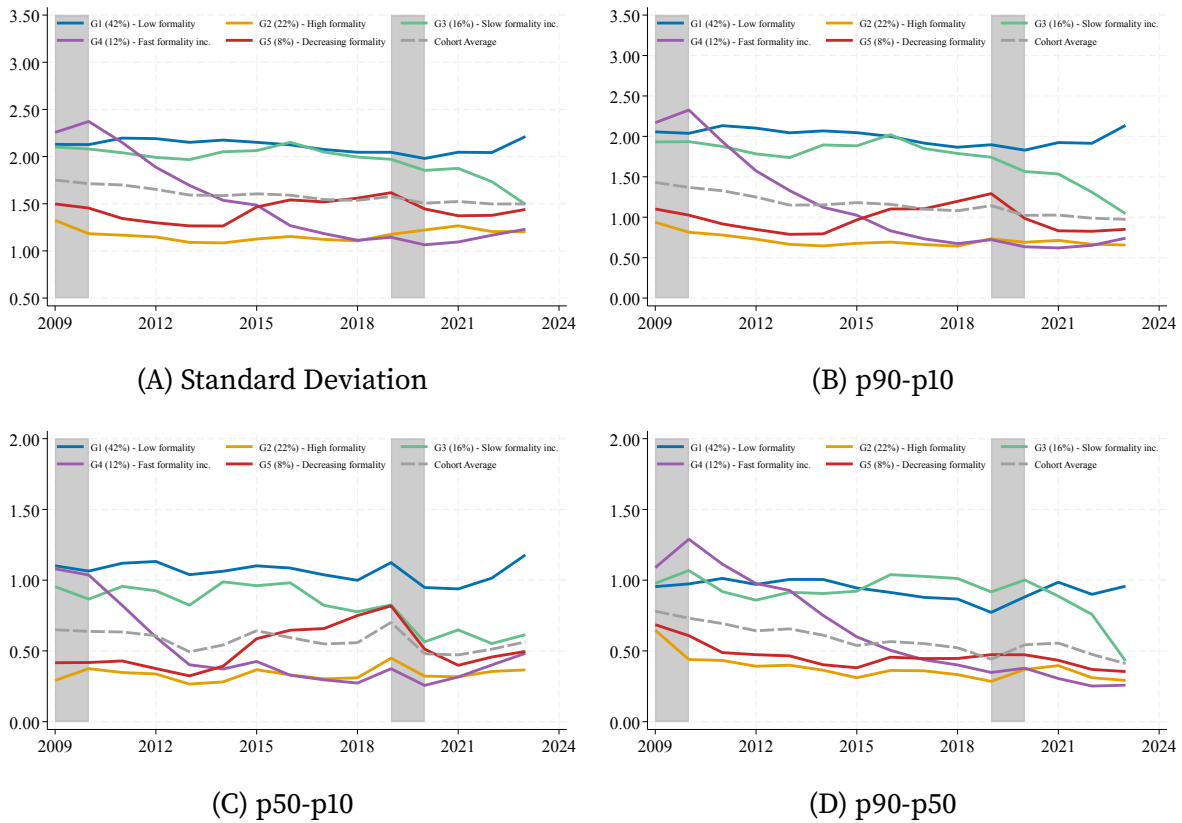 3.50
3.00
2.50
2.00
1.50
1.00
0.50
G1 (42%) - Low formality
G2 (22%) - High formality
G3 (16%) - Slow formality inc.
G4 (12%) - Fast formality inc.
G5 (8%) - Decreasing formality
Cohort Average
2009 2012 2015 2018 2021 2024
(A) Standard Deviation
3.50
3.00
2.50
2.00
1.50
1.00
0.50
0.00
G1 (42%) - Low formality
G2 (22%) - High formality
G3 (16%) - Slow formality inc.
G4 (12%) - Fast formality inc.
G5 (8%) - Decreasing formality
Cohort Average
2009 2012 2015 2018 2021 2024
(B) p90-p10
2.00
1.50
1.00
0.50
0.00
G1 (42%) - Low formality
G2 (22%) - High formality
G3 (16%) - Slow formality inc.
G4 (12%) - Fast formality inc.
G5 (8%) - Decreasing formality
Cohort Average
2009 2012 2015 2018 2021 2024
(C) p50-p10
2.00
1.50
1.00
0.50
0.00
G1 (42%) - Low formality
G2 (22%) - High formality
G3 (16%) - Slow formality inc.
G4 (12%) - Fast formality inc.
G5 (8%) - Decreasing formality
Cohort Average
2009 2012 2015 2018 2021 2024
(D) p90-p50